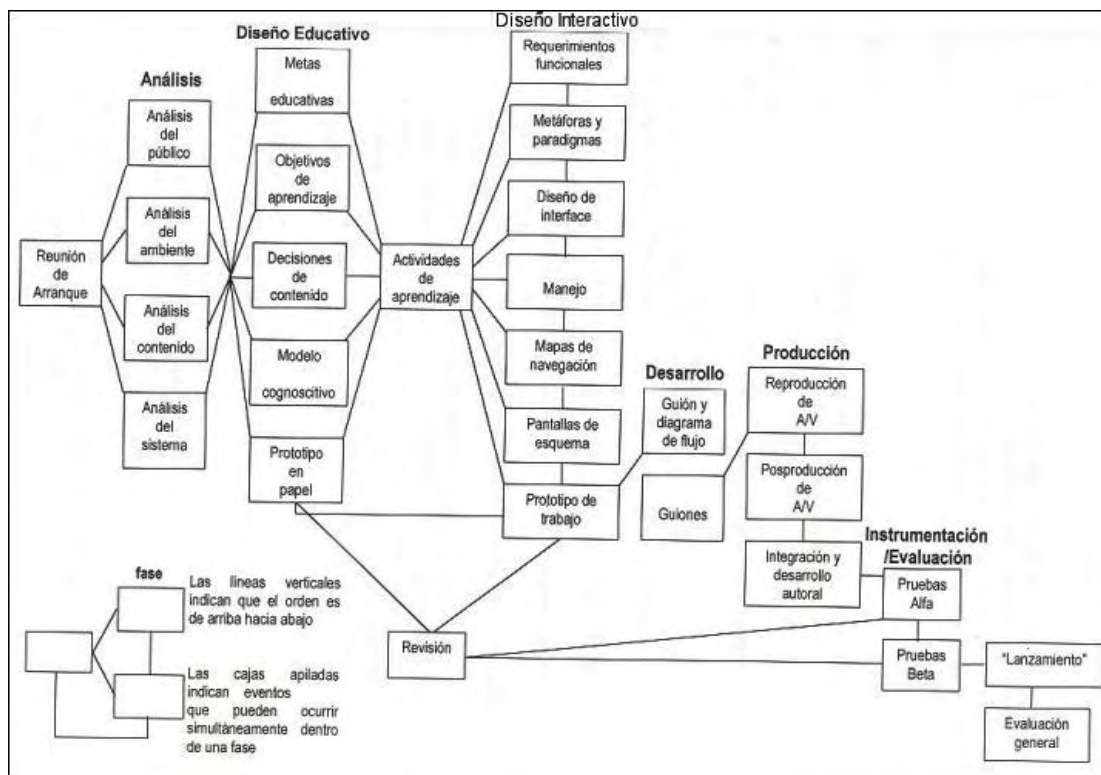 Análisis
Análisis
del
público
Análisis
del
ambiente
Reunión
de
Arranque
Análisis
del
contenido
Análisis
del
sistema
Diseño Educativo
Metas
educativas
Objetivos
de
aprendizaje
Decisiones
de
contenido
Modelo
cognoscitivo
Prototipo
en
papel
Actividades
de
aprendizaje
Diseño Interactivo
Requerimientos
funcionales
Metáforas y
paradigmas
Diseño de
interface
Manejo
Mapas de
navegación
Pantallas de
esquema
Prototipo de
trabajo
Desarrollo
Guión y
diagrama
de flujo
Guiones
Producción
Reproducción
de
A/V
Posproducción
de
A/V
Integración y
desarrollo
autoral
Instrumentación
/Evaluación
Pruebas
Alfa
Pruebas
Beta
"Lanzamiento"
Evaluación
general
Revisión
fase
Las líneas verticales
indican que el orden es
de arriba hacia abajo
Las cajas apiladas
indican eventos
que pueden ocurrir
simultáneamente dentro
de una fase